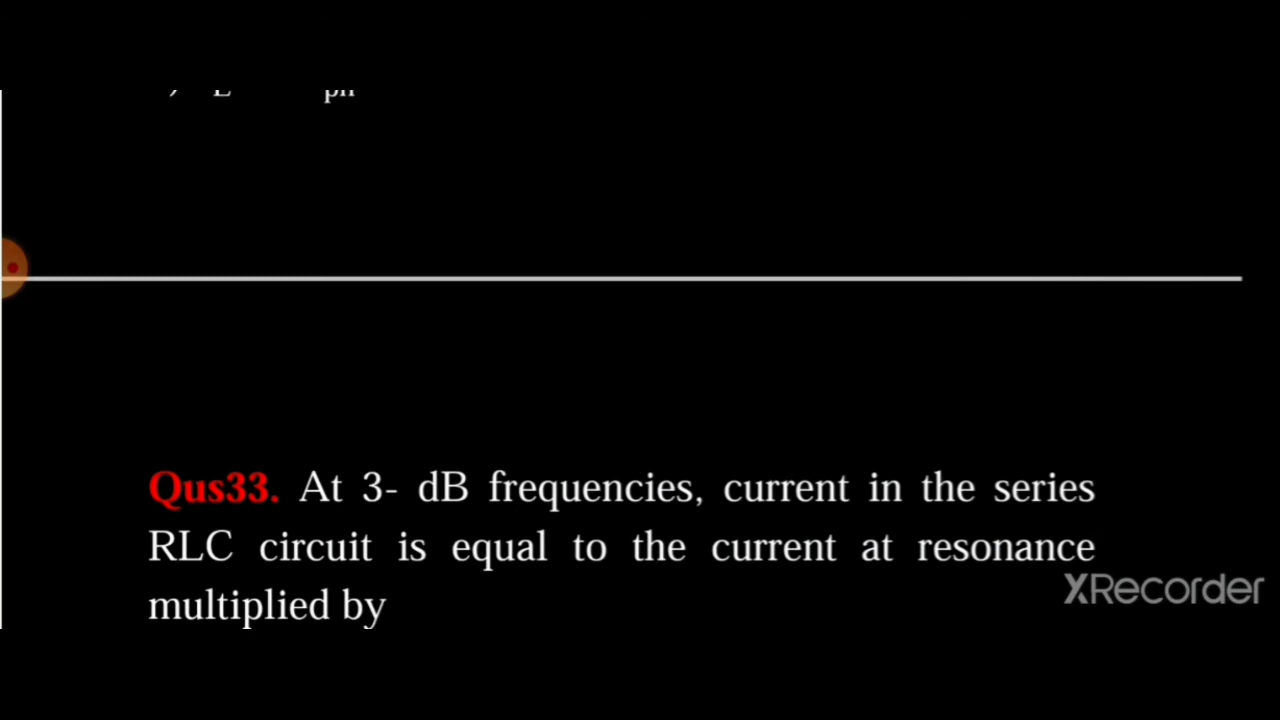 Qus33. At 3- dB frequencies, current in the series
RLC circuit is equal to the current at resonance
multiplied by
XRecorder